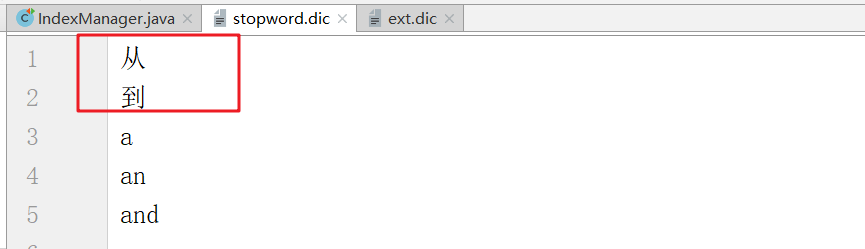 IndexManager.java stopword.dic ext.dic
1 从
2 到
3 a
4 an
5 and